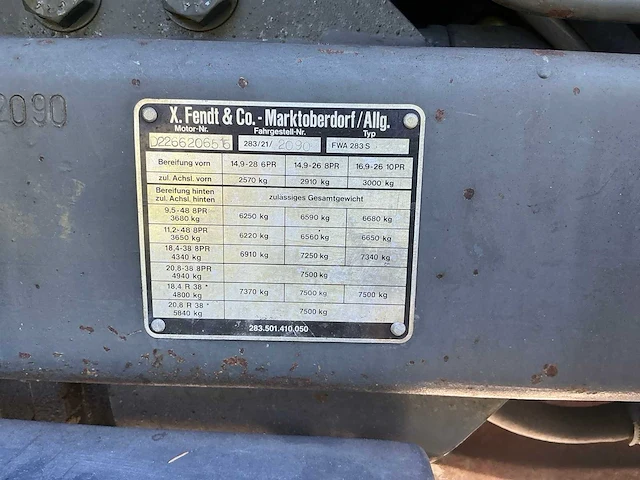 2090
X. Fendt & Co. - Marktoberdorf/Allg.
Motor-Nr. Fahrgestell-Nr. Typ
283/21/ 2090 FWA 283 S
Bereifung vorn 14,9-28 6PR 14,9-26 8PR 16,9-26 10PR
zul. Achsl. vorn 2570 kg 2910 kg 3000 kg
Bereifung hinten
zul. Achsl. hinten zulässiges Gesamtgewicht
9,5-48 8PR
3680 kg 6250 kg 6590 kg 6680 kg
11,2-48 8PR
3650 kg 6220 kg 6560 kg 6650 kg
18,4-38 8PR
4340 kg 6910 kg 7250 kg 7340 kg
20,8-38 8PR
4940 kg 7500 kg
18,4 R 38 *
4800 kg 7370 kg 7500 kg 7500 kg
20,8 R 38 *
5840 kg 7500 kg
283.501.410.050